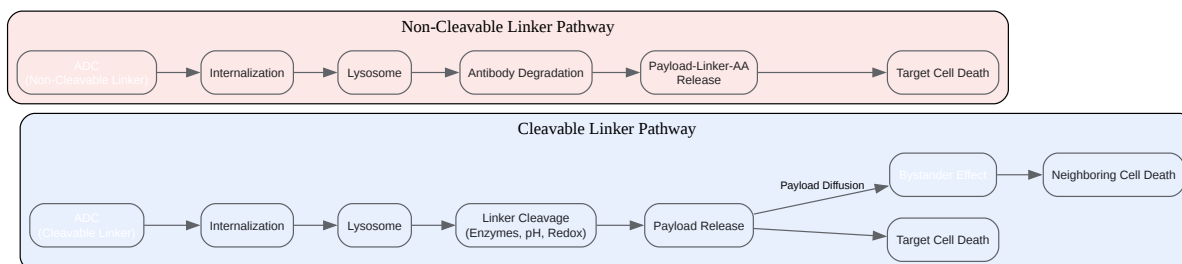 Non-Cleavable Linker Pathway
ADC
(Non-Cleavable Linker)
Internalization
Lysosome
Antibody Degradation
Payload-Linker-AA
Release
Target Cell Death
Cleavable Linker Pathway
ADC
(Cleavable Linker)
Internalization
Lysosome
Linker Cleavage
(Enzymes, pH, Redox)
Payload Release
Payload Diffusion
Bystander Effect
Neighboring Cell Death
Target Cell Death